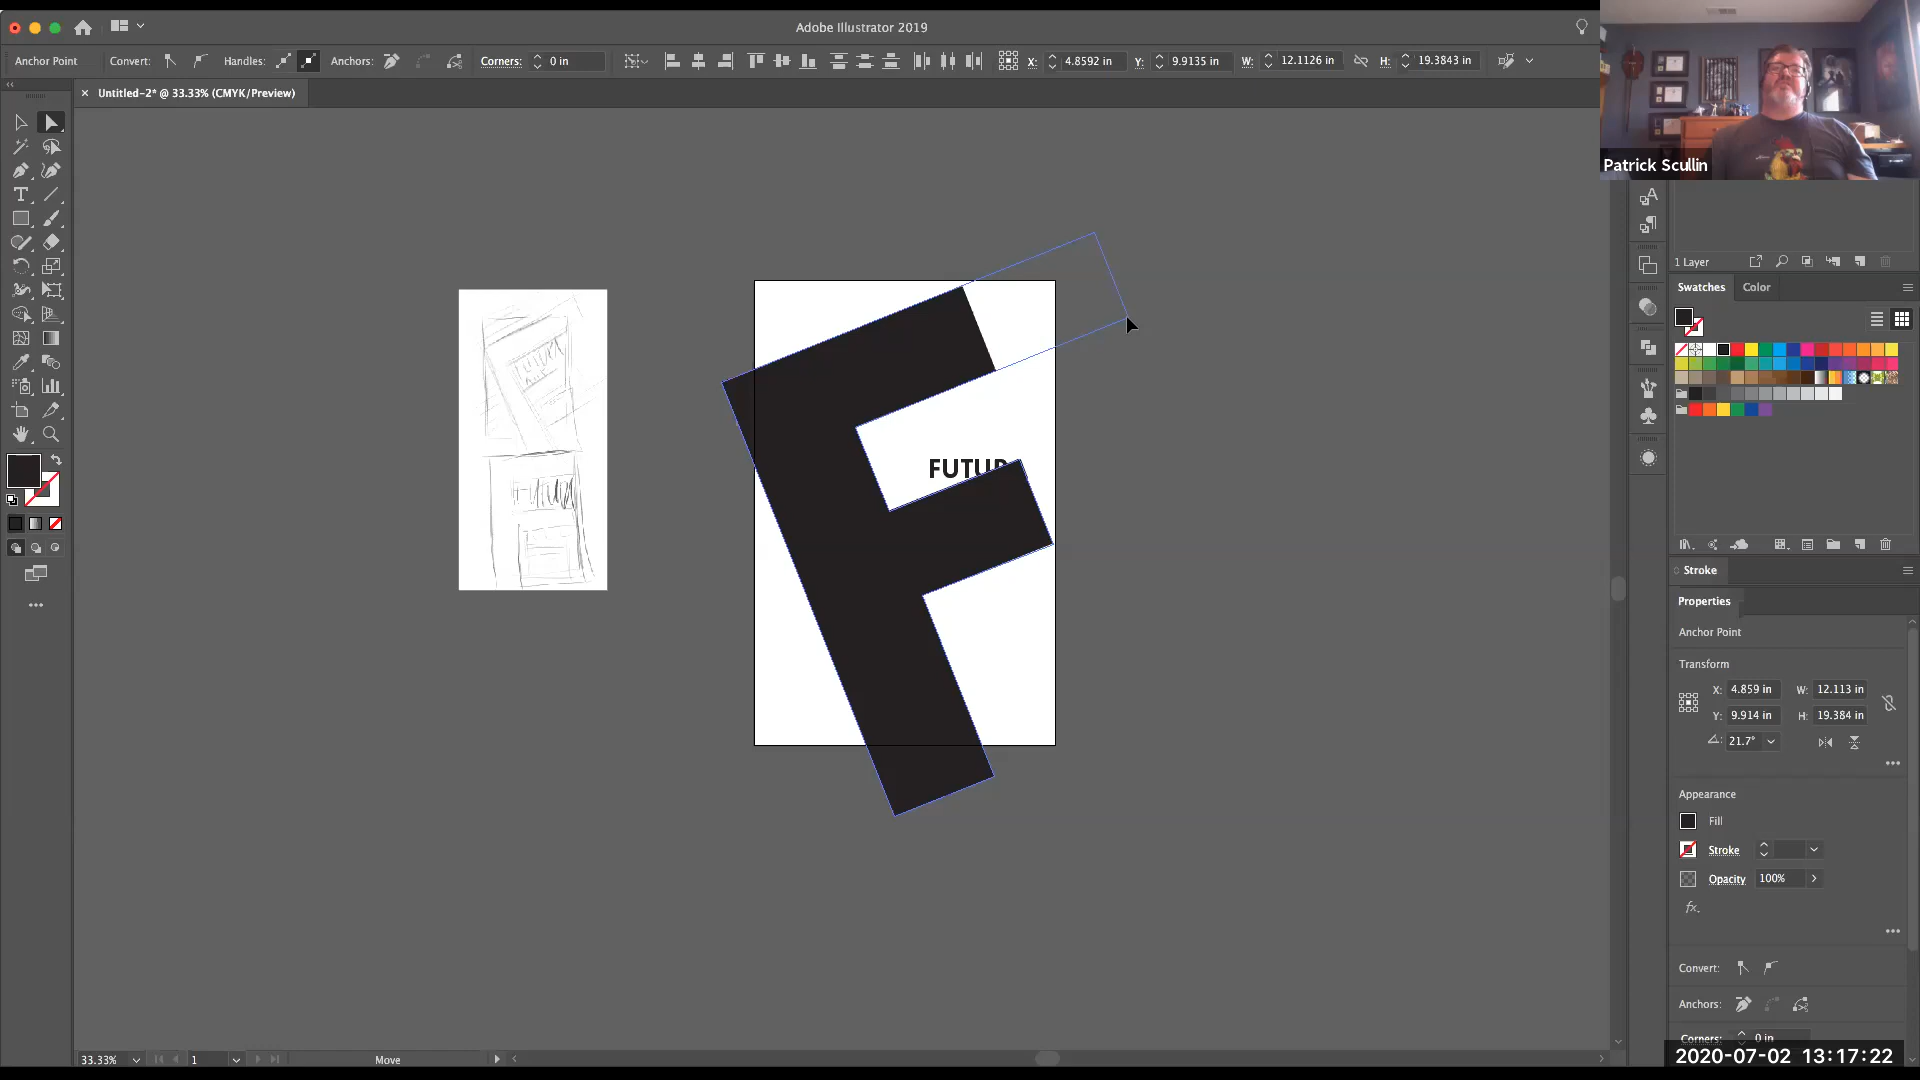 Adobe Illustrator 2019
Anchor Point
Convert:
Handles:
Anchors:
Corners:
0 in
X:
4.8592 in
Y:
9.9135 in
W:
12.1126 in
H:
19.3843 in
× Untitled-2* @ 33.33% (CMYK/Preview)
Patrick Scullin
FUTUR
1 Layer
Swatches
Color
Stroke
Properties
Anchor Point
Transform
X: 4.859 in W: 12.113 in
Y: 9.914 in H: 19.384 in
21.7°
Appearance
Fill
Stroke
Opacity 100%
fx.
Convert:
Anchors:
Corners: 0 in
33.33%
1
Move
2020-07-02 13:17:22